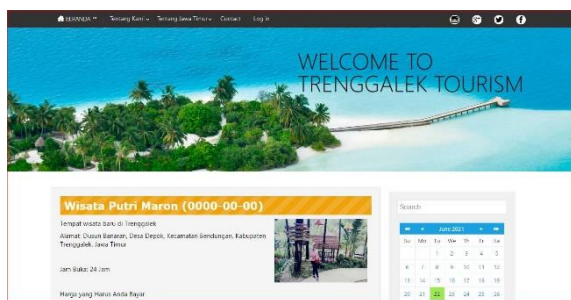 BERANDA
Tentang Kami
Tentang Jawa Timur
Contact
Log in
WELCOME TO
TRENGGALEK TOURISM
Wisata Putri Maron (0000-00-00)
Tempat wisata baru di Trenggalek
Alamat: Dusun Banaran, Desa Depok, Kecamatan Bendungan, Kabupaten
Trenggalek, Jawa Timur
Jam Buka: 24 Jam
Harga yang Harus Anda Bayar
Search
June 2021
Su Mo Tu We Th Fr Sa
1 2 3 4 5
6 7 8 9 10 11 12
13 14 15 16 17 18 19
20 21 22 23 24 25 26